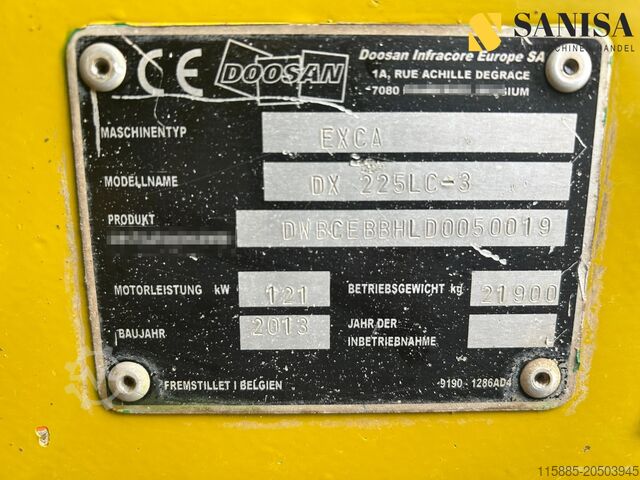 SANISA
CE DOOSAN
Doosan Infracore Europe SA
1A, RUE ACHILLE DEGRACE
7080
MASCHINENTYP EXCA
MODELLNAME DX 225LC-3
PRODUKT DWBCEBBHLD0050019
MOTORLEISTUNG kW 121 BETRIEBSGEWICHT kg 21900
BAUJAHR 2013 JAHR DER
INBETRIEBNAHME
FREMSTILLET I BELGIEN 9190 - 1286AD4
115885-20503945